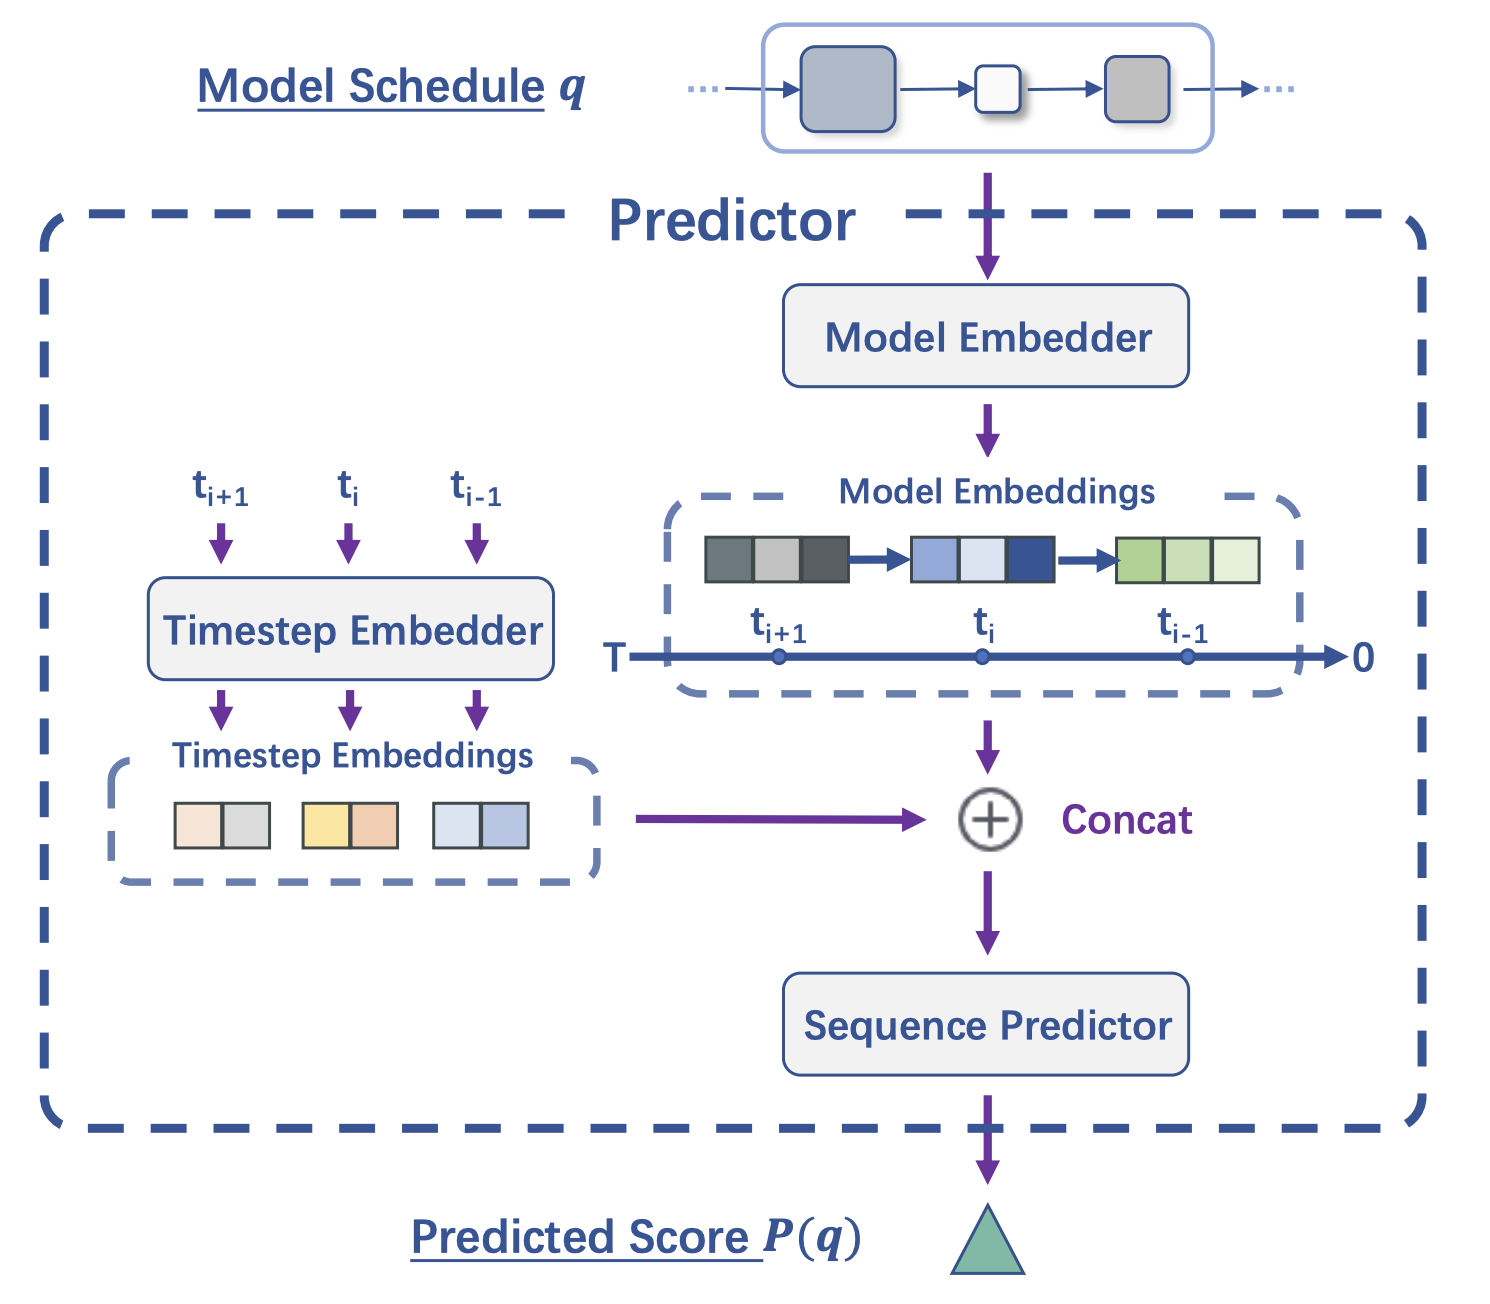 Model Schedule q
Predictor
Model Embedder
t_{i+1} t_i t_{i-1}
Timestep Embedder
Timestep Embeddings
Model Embeddings
t_{i+1} t_i t_{i-1}
T 0
Concat
Sequence Predictor
Predicted Score P(q)